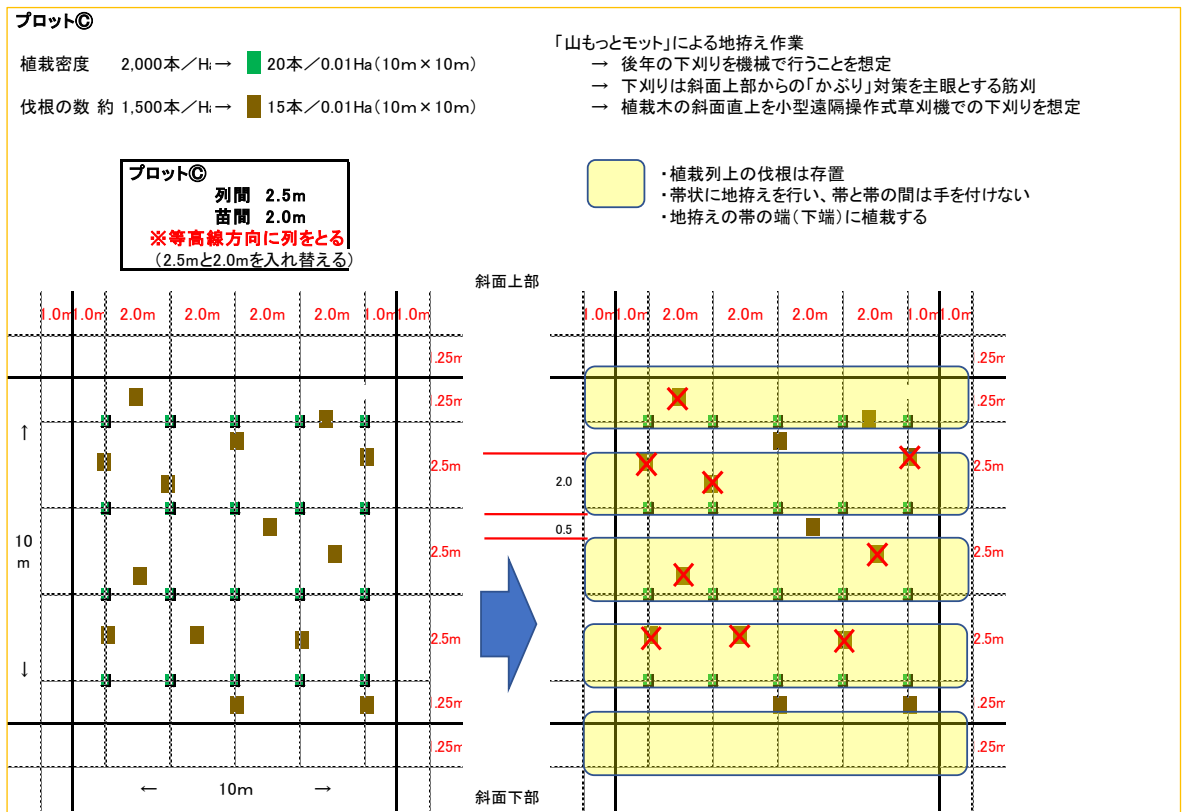 プロット©
植栽密度 2,000本/Ha→ 20本/0.01Ha(10m×10m)
伐根の数 約 1,500本/Ha→ 15本/0.01Ha(10m×10m)
「山もっとモット」による地拵え作業
→ 後年の下刈りを機械で行うことを想定
→ 下刈りは斜面上部からの「かぶり」対策を主眼とする筋刈
→ 植栽木の斜面直上を小型遠隔操作式草刈機での下刈りを想定
プロット©
列間 2.5m
苗間 2.0m
※等高線方向に列をとる
(2.5mと2.0mを入れ替える)
・植栽列上の伐根は存置
・帯状に地拵えを行い、帯と帯の間は手を付けない
・地拵えの帯の端(下端)に植栽する
斜面上部
1.0m 1.0m 2.0m 2.0m 2.0m 2.0m 1.0m 1.0m
.25m
.25m
2.5m
2.5m
2.5m
.25m
.25m
↑
10
m
↓
← 10m →
2.0
0.5
1.0m 1.0m 2.0m 2.0m 2.0m 2.0m 1.0m 1.0m
.25m
.25m
2.5m
2.5m
2.5m
.25m
.25m
斜面下部